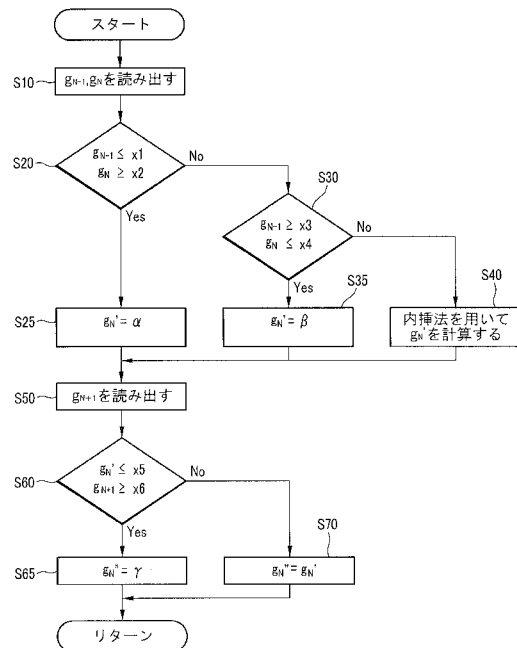 スタート
S10
gN-1,gNを読み出す
S20
gN-1 ≤ x1
gN ≥ x2
No
Yes
S30
gN-1 ≥ x3
gN ≤ x4
No
Yes
S25
gN'= α
S35
gN'= β
S40
内挿法を用いて
gN'を計算する
S50
gN+1を読み出す
S60
gN' ≤ x5
gN+1 ≥ x6
No
Yes
S65
gN"= γ
S70
gN"= gN'
リターン